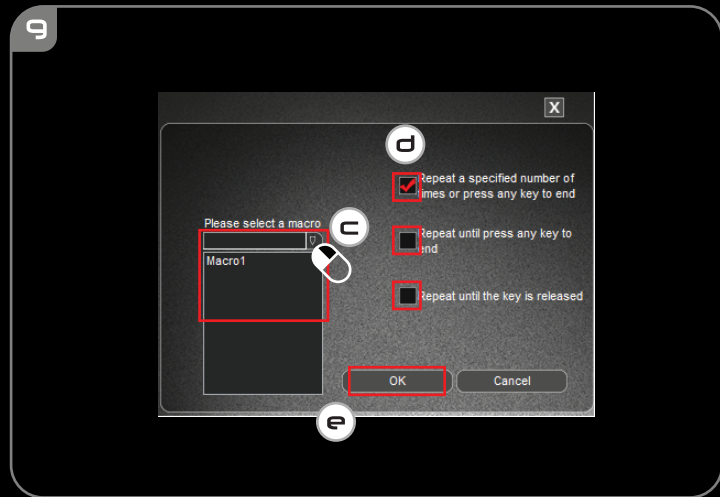 9
X
d
Repeat a specified number of
times or press any key to end
Please select a macro
c
Repeat until press any key to
end
Macro1
Repeat until the key is released
OK
Cancel
e